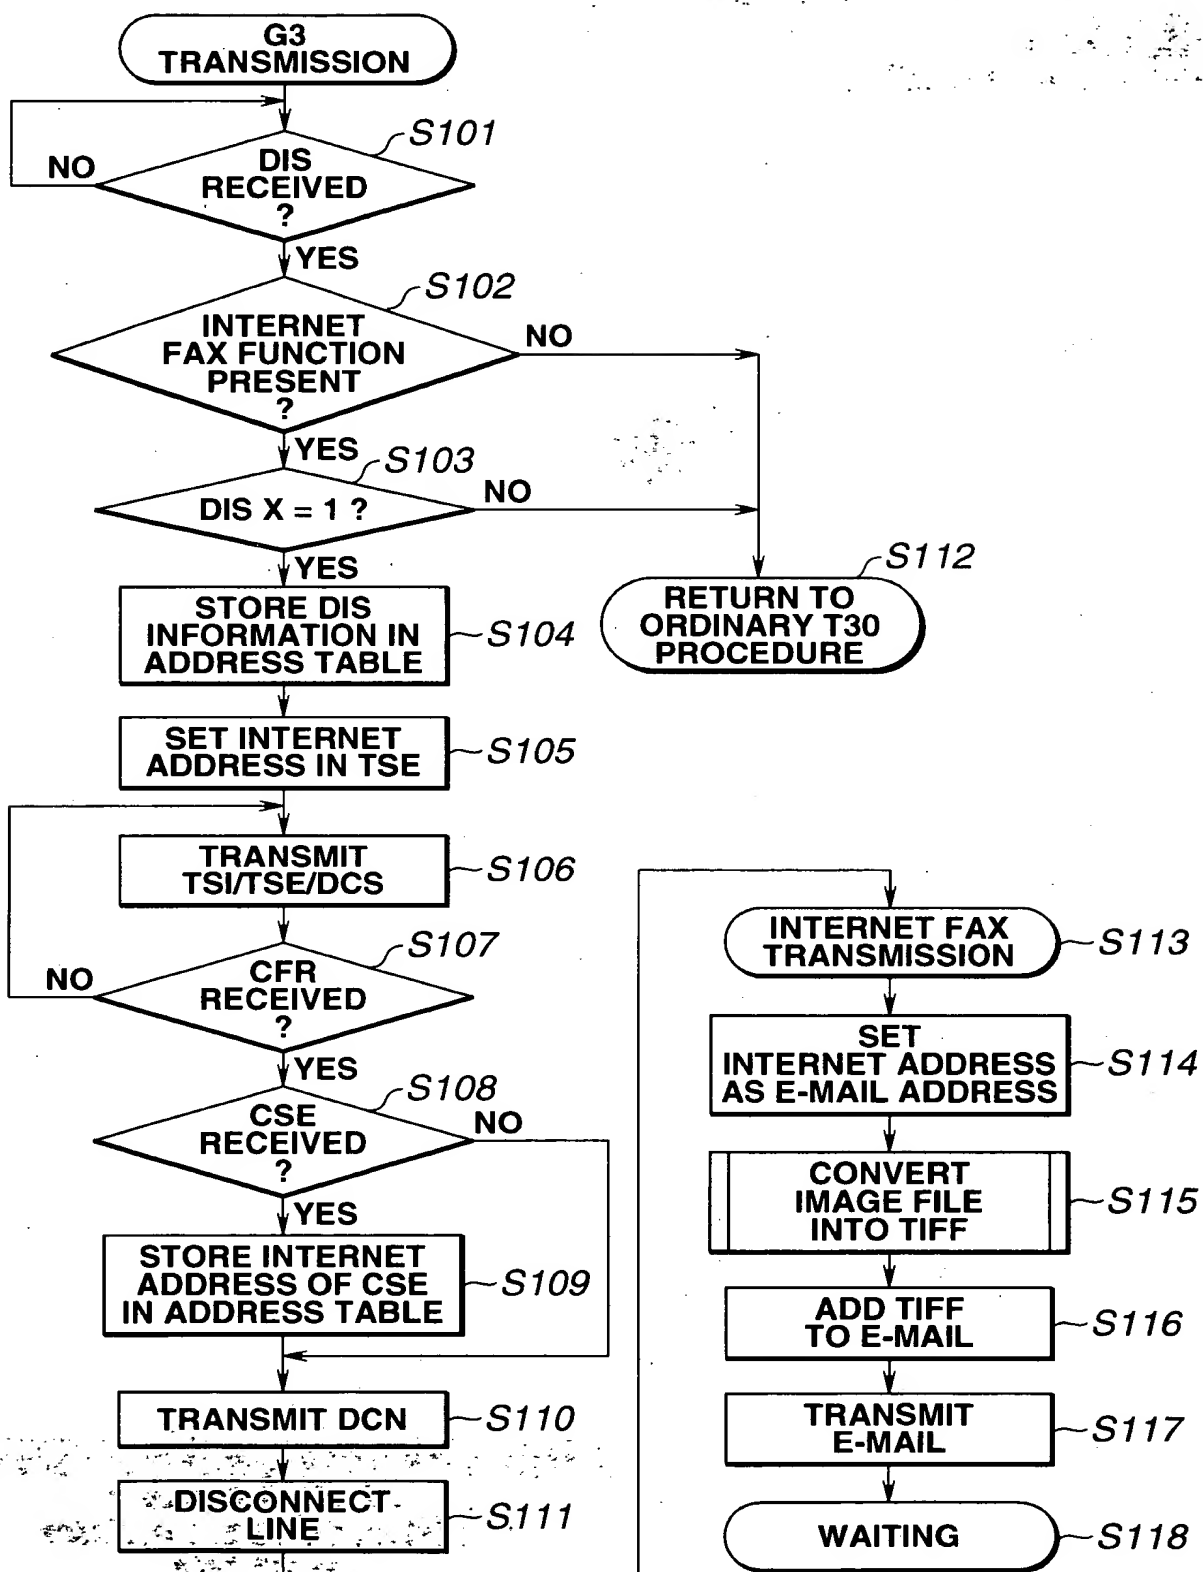 G3
TRANSMISSION
S101
DIS
RECEIVED
?
NO
YES
S102
INTERNET
FAX FUNCTION
PRESENT
?
NO
YES
S103
DIS X = 1 ?
NO
YES
S112
RETURN TO
ORDINARY T30
PROCEDURE
STORE DIS
INFORMATION IN
ADDRESS TABLE
S104
SET INTERNET
ADDRESS IN TSE
S105
TRANSMIT
TSI/TSE/DCS
S106
S107
CFR
RECEIVED
?
NO
YES
S108
CSE
RECEIVED
?
NO
YES
STORE INTERNET
ADDRESS OF CSE
IN ADDRESS TABLE
S109
TRANSMIT DCN
S110
DISCONNECT
LINE
S111
INTERNET FAX
TRANSMISSION
S113
SET
INTERNET ADDRESS
AS E-MAIL ADDRESS
S114
CONVERT
IMAGE FILE
INTO TIFF
S115
ADD TIFF
TO E-MAIL
S116
TRANSMIT
E-MAIL
S117
WAITING
S118